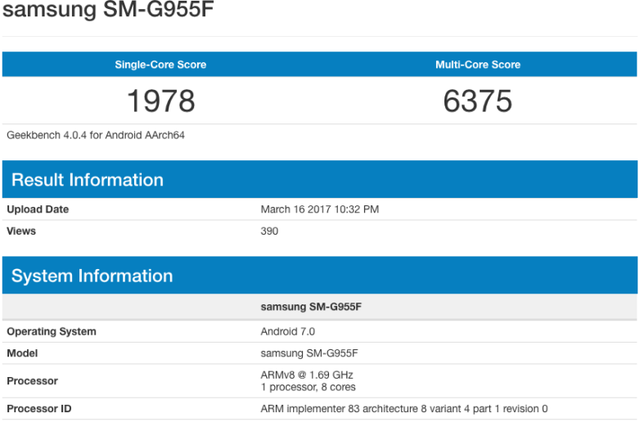 samsung SM-G955F
Single-Core Score Multi-Core Score
1978 6375
Geekbench 4.0.4 for Android AArch64
Result Information
Upload Date March 16 2017 10:32 PM
Views 390
System Information
samsung SM-G955F
Operating System Android 7.0
Model samsung SM-G955F
Processor ARMv8 @ 1.69 GHz
1 processor, 8 cores
Processor ID ARM implementer 83 architecture 8 variant 4 part 1 revision 0